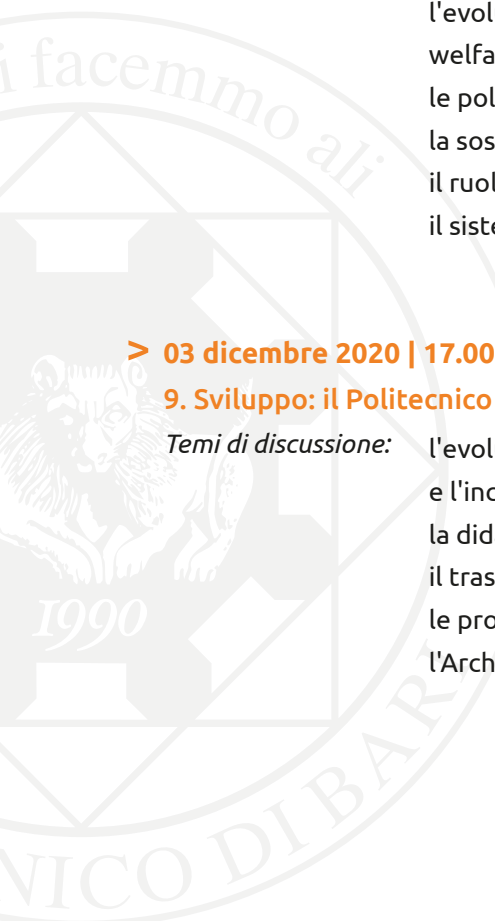 l'evol
welfa
le pol
la sos
il ruol
il siste
> 03 dicembre 2020 | 17.00
9. Sviluppo: il Politecnico
Temi di discussione: l'evol
e l'inc
la did
il tras
le pro
l'Arch
i facemmo ali
1990
NICO DI BARI